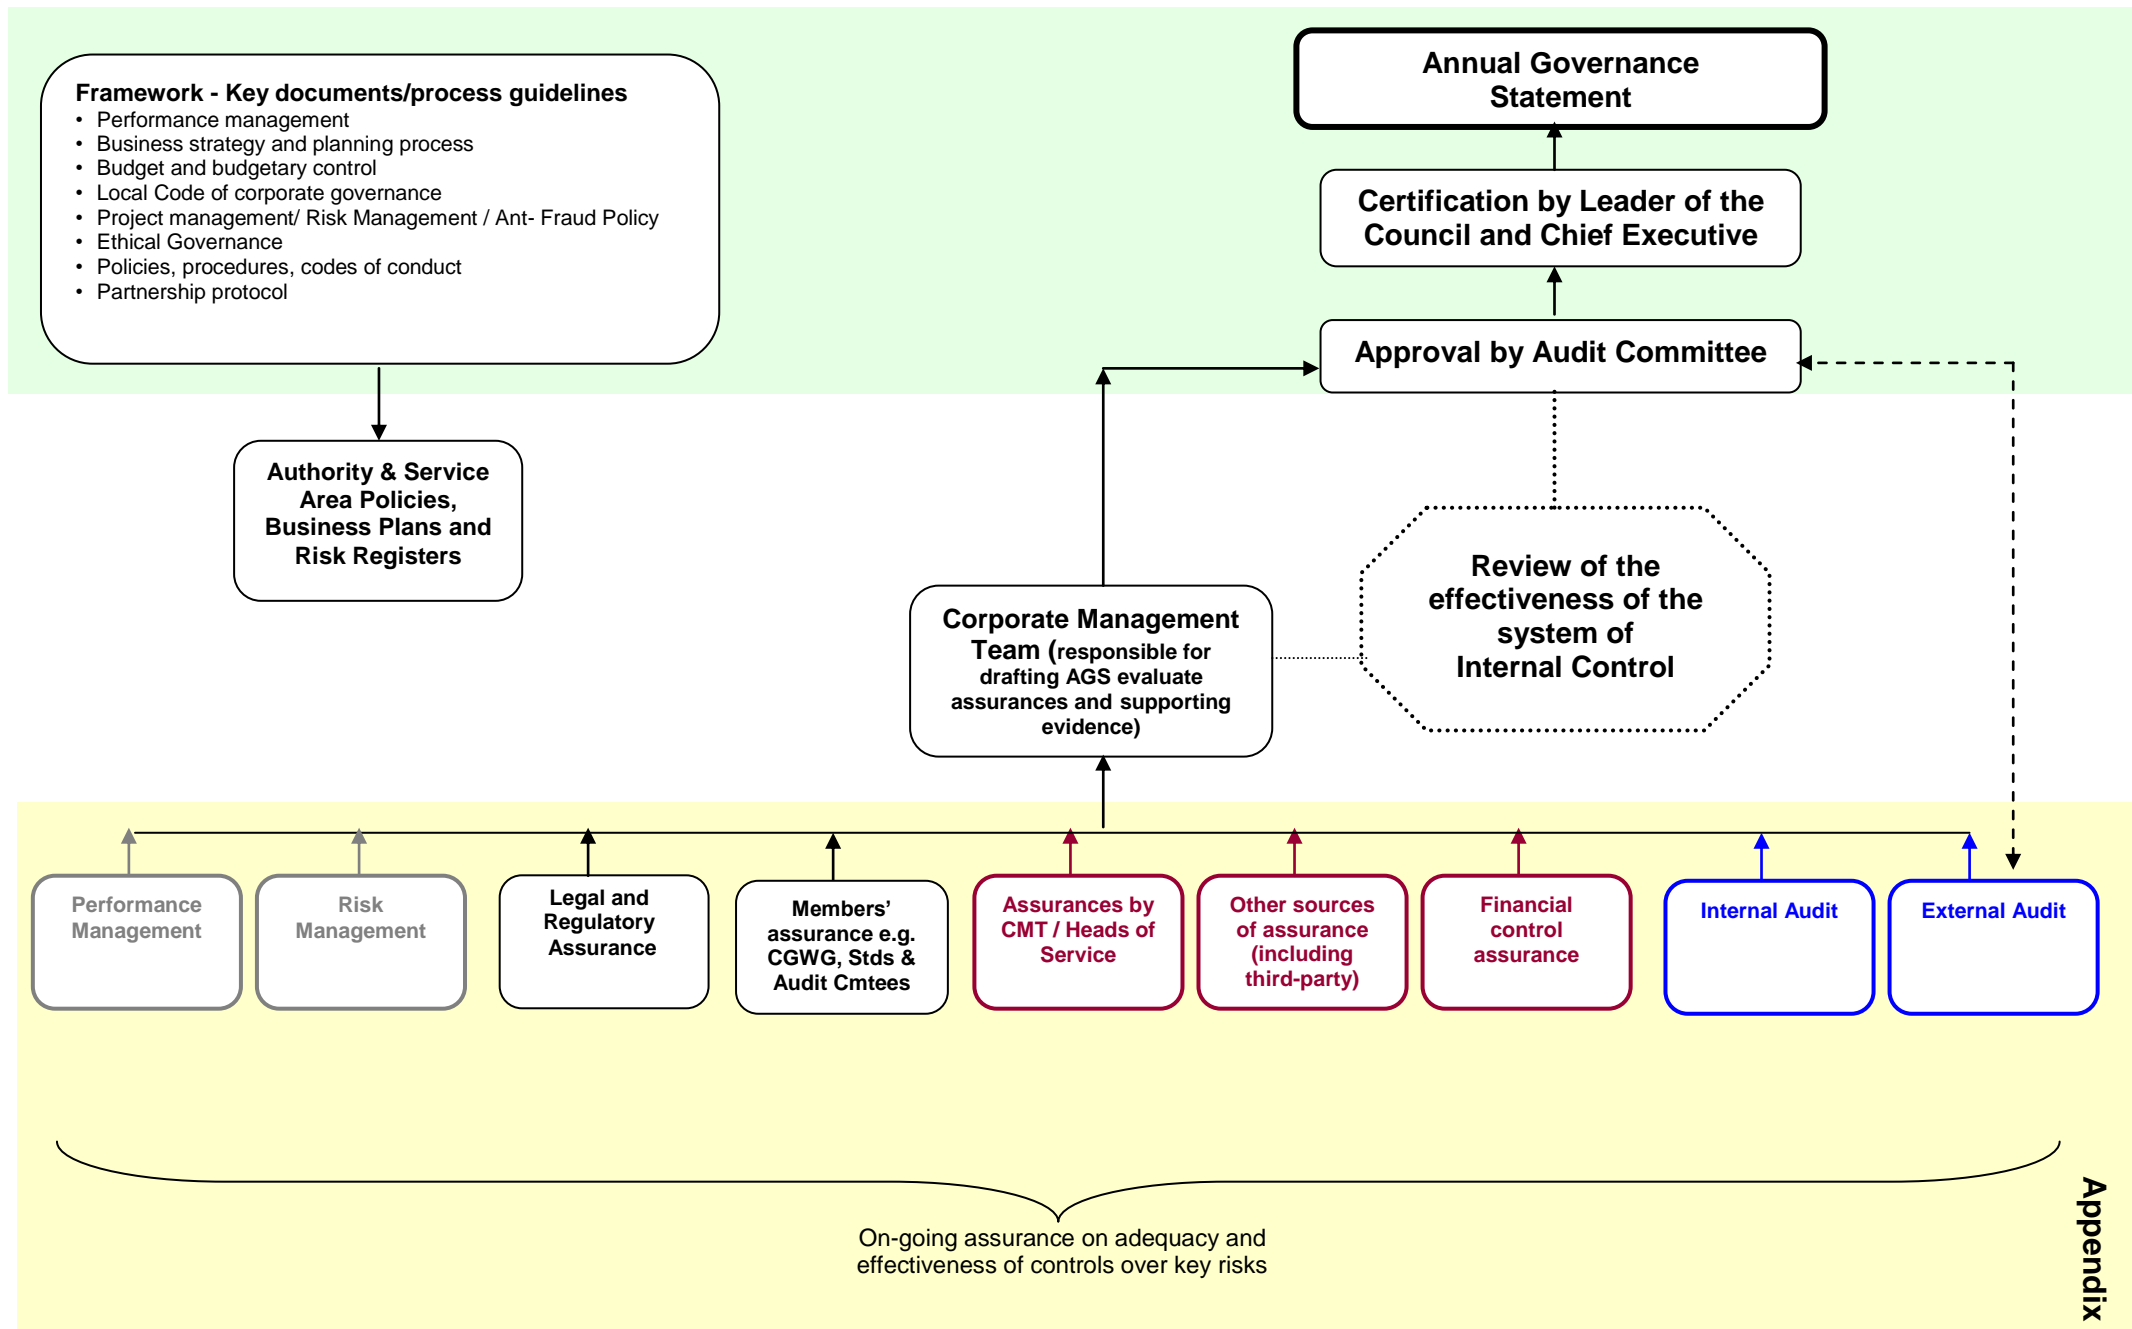 Framework - Key documents/process guidelines
• Performance management
• Business strategy and planning process
• Budget and budgetary control
• Local Code of corporate governance
• Project management/ Risk Management / Ant- Fraud Policy
• Ethical Governance
• Policies, procedures, codes of conduct
• Partnership protocol
Annual Governance
Statement
Certification by Leader of the
Council and Chief Executive
Approval by Audit Committee
Authority & Service
Area Policies,
Business Plans and
Risk Registers
Corporate Management
Team (responsible for
drafting AGS evaluate
assurances and supporting
evidence)
Review of the
effectiveness of the
system of
Internal Control
Performance
Management
Risk
Management
Legal and
Regulatory
Assurance
Members’
assurance e.g.
CGWG, Stds &
Audit Cmtees
Assurances by
CMT / Heads of
Service
Other sources
of assurance
(including
third-party)
Financial
control
assurance
Internal Audit
External Audit
On-going assurance on adequacy and
effectiveness of controls over key risks
Appendix